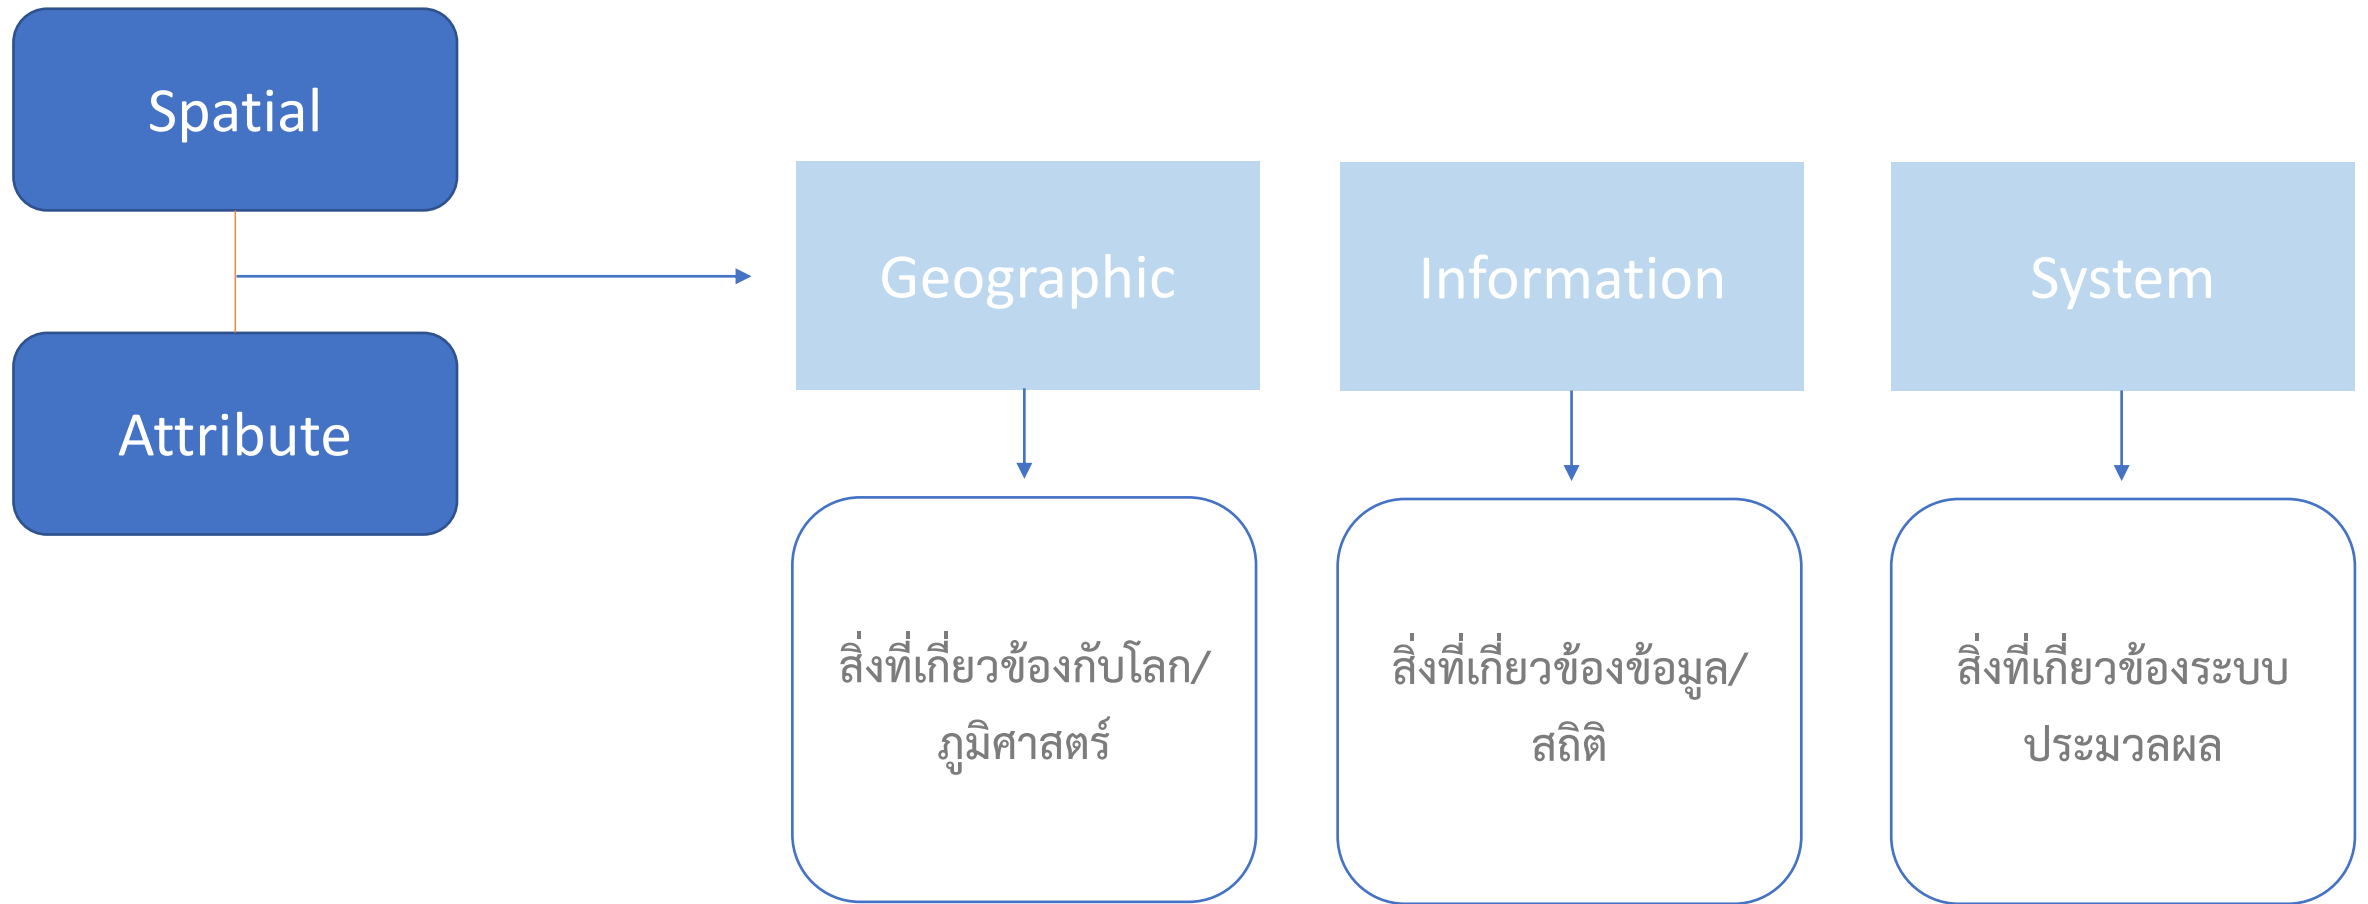 Spatial
Attribute
Geographic
Information
System
สิ่งที่เกี่ยวข้องกับโลก/
ภูมิศาสตร์
สิ่งที่เกี่ยวข้องข้อมูล/
สถิติ
สิ่งที่เกี่ยวข้องระบบ
ประมวลผล